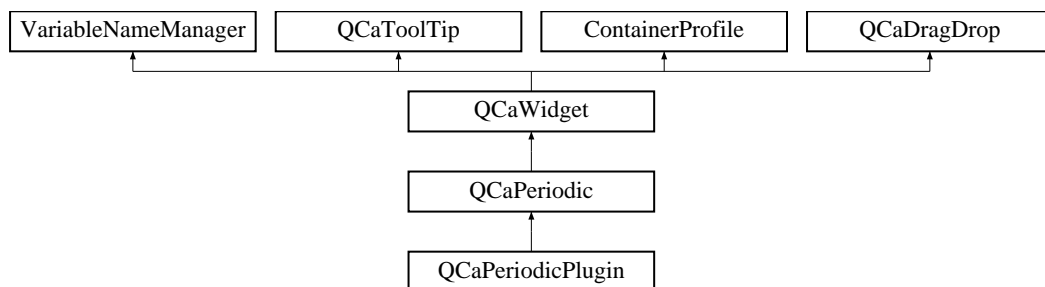 VariableNameManager
QCaToolTip
ContainerProfile
QCaDragDrop
QCaWidget
QCaPeriodic
QCaPeriodicPlugin